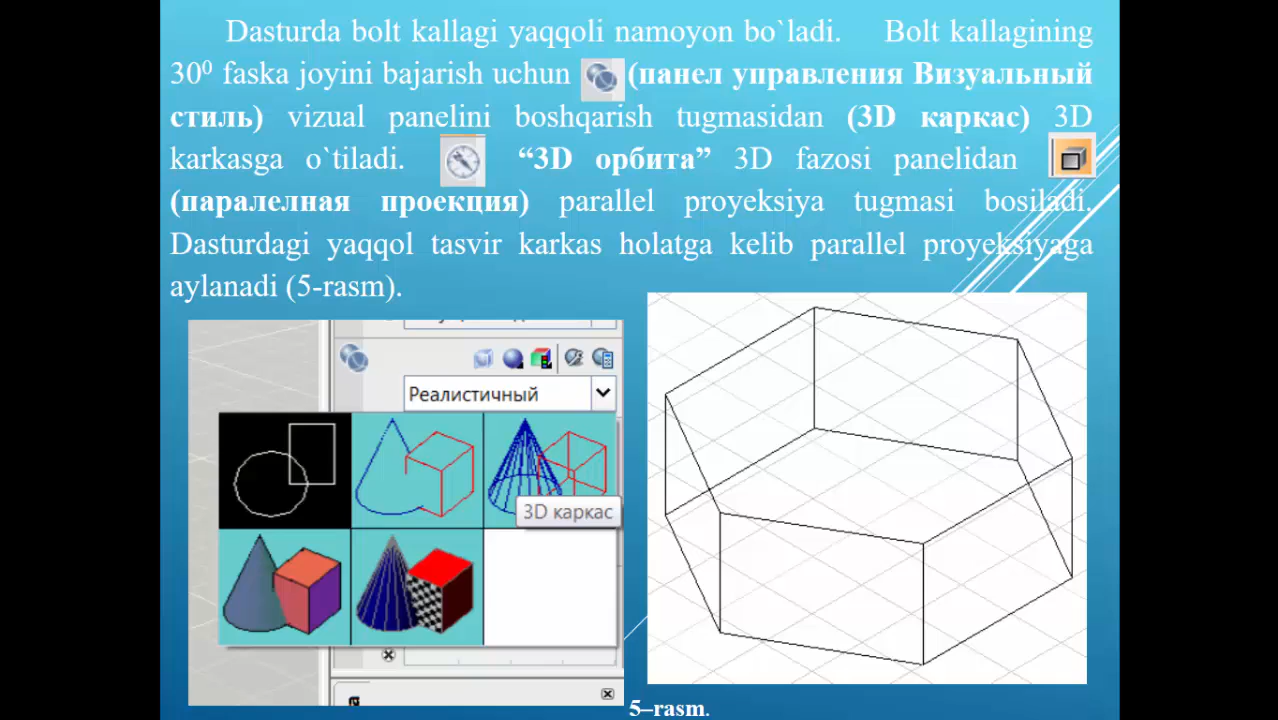 Dasturda bolt kallagi yaqqoli namoyon bo`ladi. Bolt kallagining
30⁰ faska joyini bajarish uchun (панел управления Визуальный
стиль) vizual panelini boshqarish tugmasidan (3D каркас) 3D
karkasga o`tiladi. “3D орбита” 3D fazosi panelidan
(паралелная проекция) parallel proyeksiya tugmasi bosiladi.
Dasturdagi yaqqol tasvir karkas holatga kelib parallel proyeksiyaga
aylanadi (5-rasm).
Реалистичный
3D каркас
5–rasm.